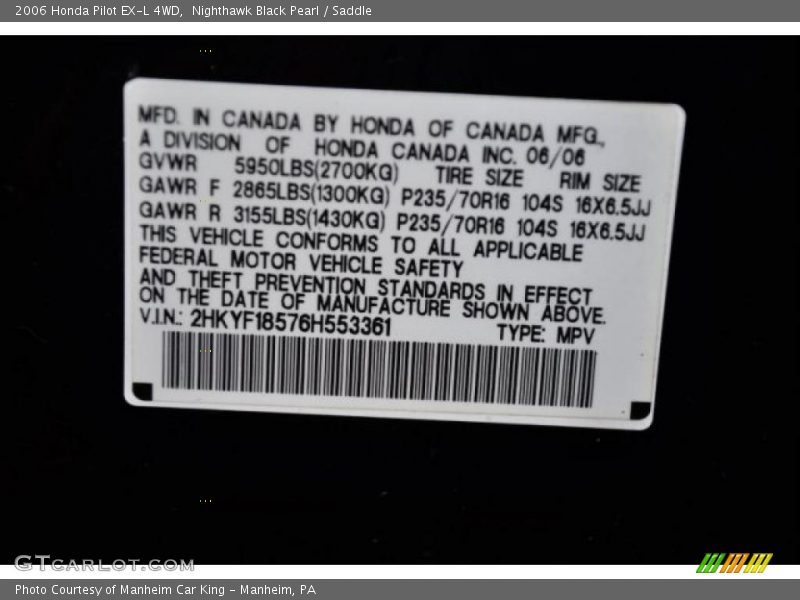 2006 Honda Pilot EX-L 4WD,  Nighthawk Black Pearl / Saddle
MFD. IN CANADA BY HONDA OF CANADA MFG.,
A DIVISION OF HONDA CANADA INC. 06/06
GVWR 5950LBS(2700KG) TIRE SIZE RIM SIZE
GAWR F 2865LBS(1300KG) P235/70R16 104S 16X6.5JJ
GAWR R 3155LBS(1430KG) P235/70R16 104S 16X6.5JJ
THIS VEHICLE CONFORMS TO ALL APPLICABLE
FEDERAL MOTOR VEHICLE SAFETY
AND THEFT PREVENTION STANDARDS IN EFFECT
ON THE DATE OF MANUFACTURE SHOWN ABOVE.
V.I.N.: 2HKYF18576H553361 TYPE: MPV
GTCARLOT.COM
Photo Courtesy of Manheim Car King - Manheim, PA